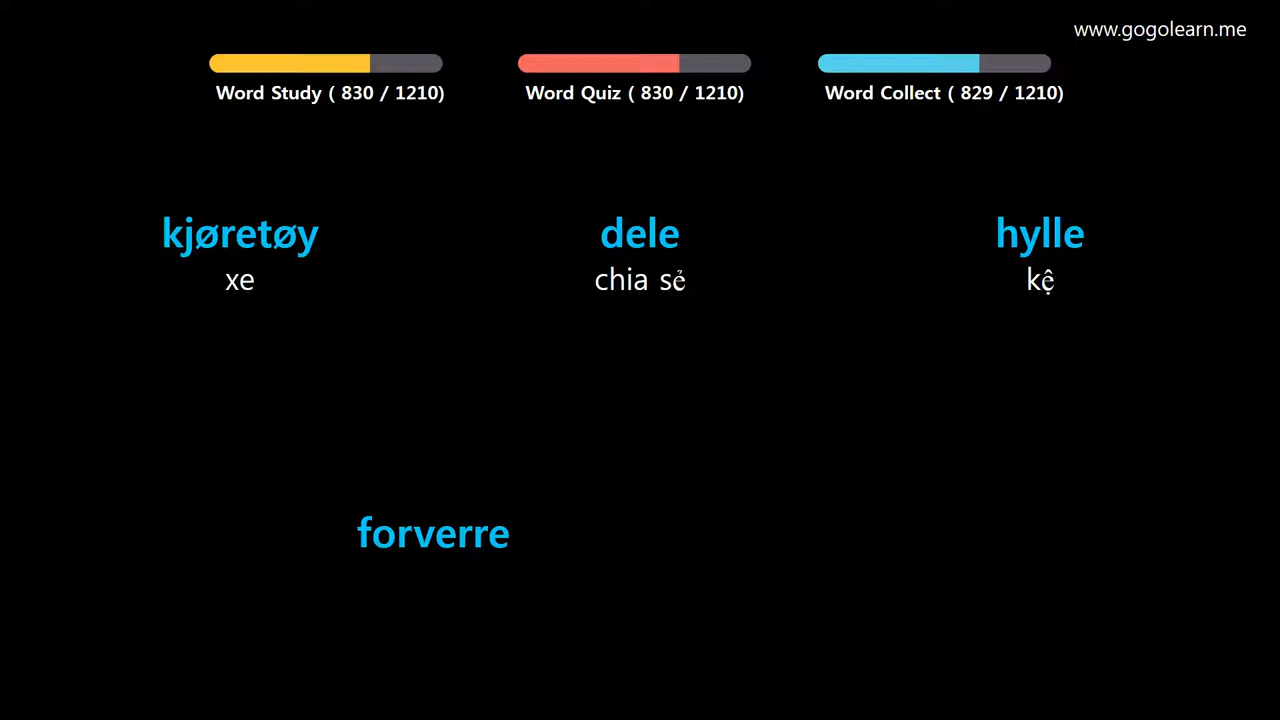 www.gogolearn.me
Word Study ( 830 / 1210)
Word Quiz ( 830 / 1210)
Word Collect ( 829 / 1210)
kjøretøy
xe
dele
chia sẻ
hylle
kệ
forverre